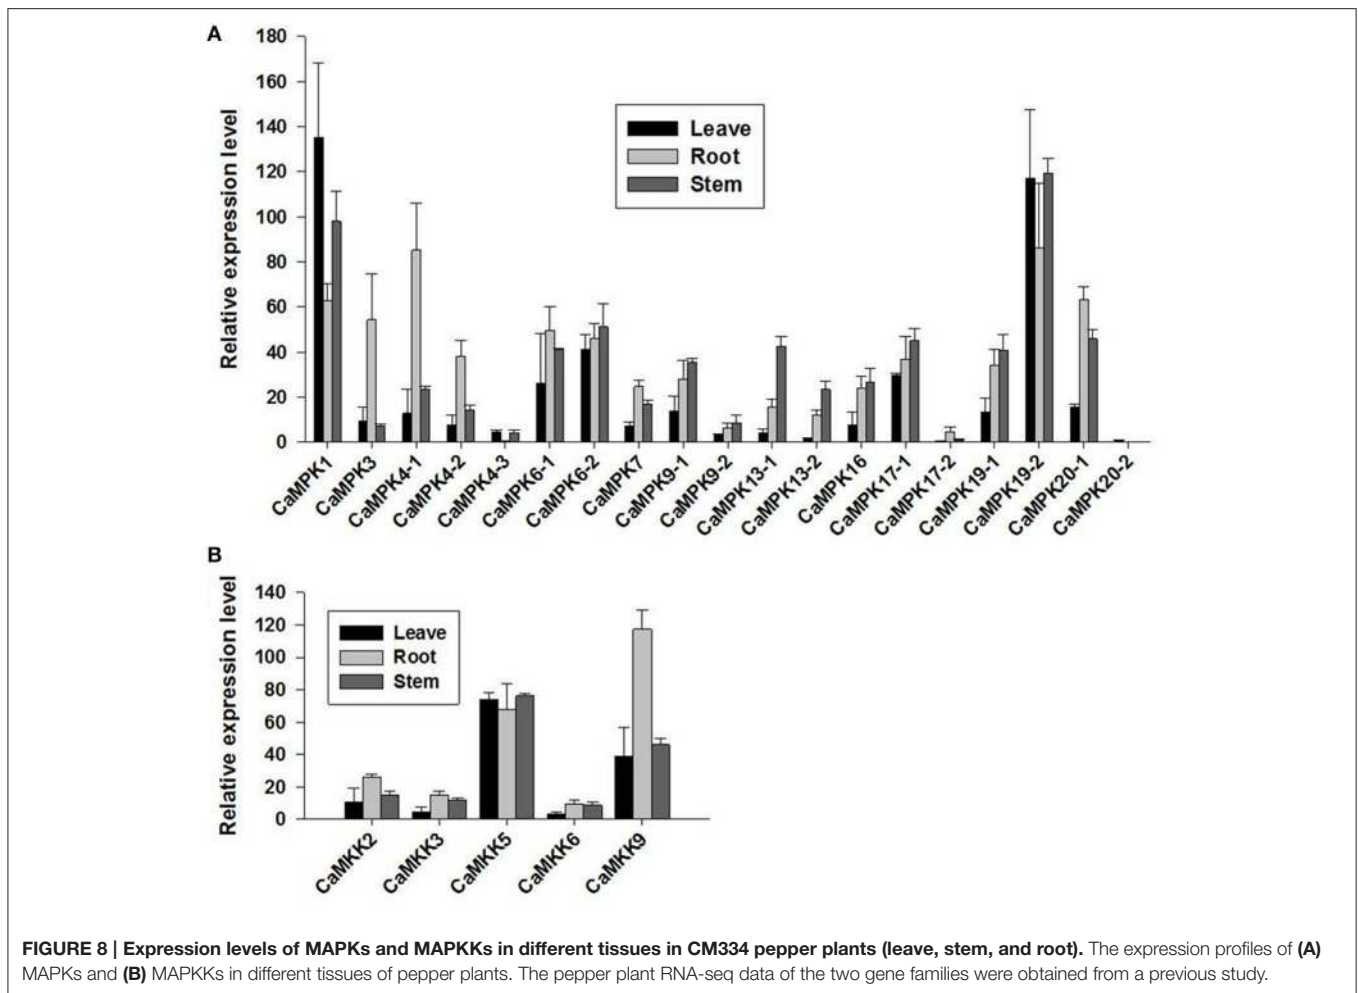 A
Relative expression level
180
160
140
120
100
80
60
40
20
0
Leave
Root
Stem
CaMPK1
CaMPK3
CaMPK4-1
CaMPK4-2
CaMPK4-3
CaMPK6-1
CaMPK6-2
CaMPK7
CaMPK9-1
CaMPK9-2
CaMPK13-1
CaMPK13-2
CaMPK16
CaMPK17-1
CaMPK17-2
CaMPK19-1
CaMPK19-2
CaMPK20-1
CaMPK20-2
B
Relative expression level
140
120
100
80
60
40
20
0
Leave
Root
Stem
CaMKK2
CaMKK3
CaMKK5
CaMKK6
CaMKK9
FIGURE 8 | Expression levels of MAPKs and MAPKKs in different tissues in CM334 pepper plants (leave, stem, and root). The expression profiles of (A)
MAPKs and (B) MAPKKs in different tissues of pepper plants. The pepper plant RNA-seq data of the two gene families were obtained from a previous study.